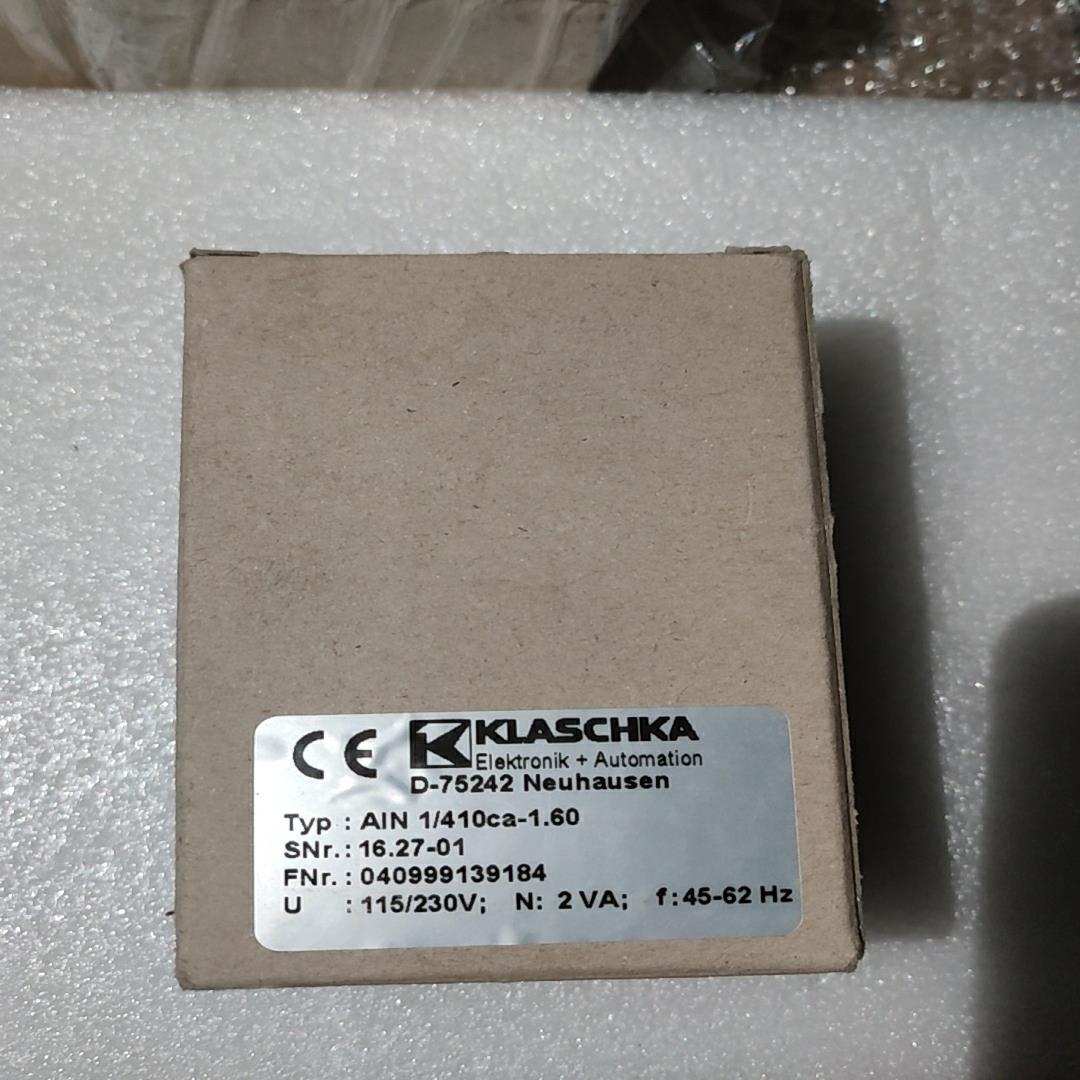 CE KLASCHKA
Elektronik + Automation
D-75242 Neuhausen
Typ : AIN 1/410ca-1.60
SNr. : 16.27-01
FNr. : 040999139184
U : 115/230V; N: 2 VA; f: 45-62 Hz